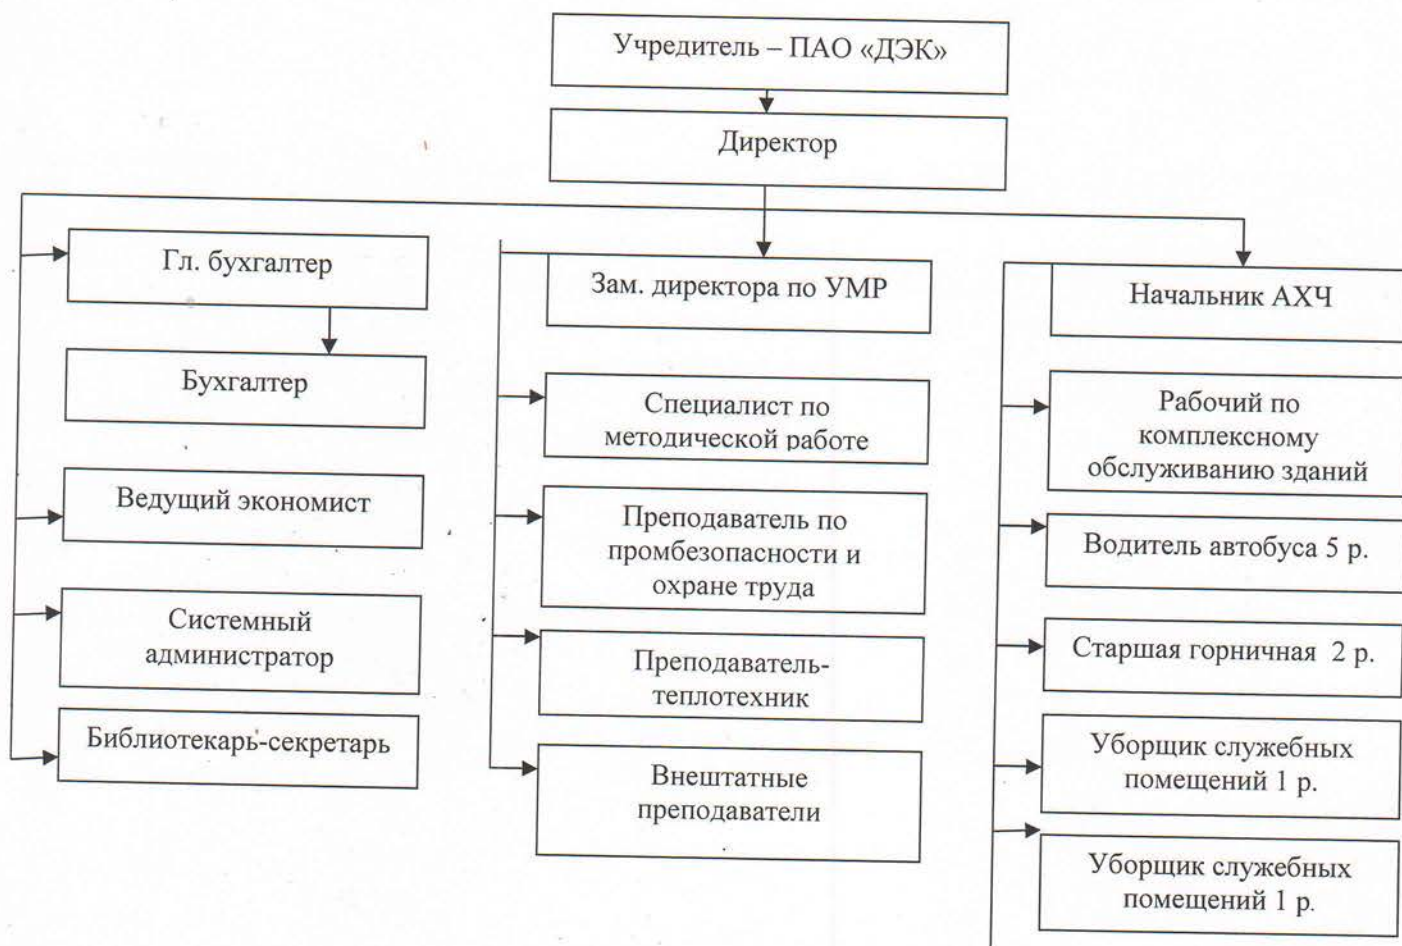 Учредитель – ПАО «ДЭК»
Директор
Гл. бухгалтер
Бухгалтер
Ведущий экономист
Системный
администратор
Библиотекарь-секретарь
Зам. директора по УМР
Специалист по
методической работе
Преподаватель по
промбезопасности и
охране труда
Преподаватель-
теплотехник
Внештатные
преподаватели
Начальник АХЧ
Рабочий по
комплексному
обслуживанию зданий
Водитель автобуса 5 р.
Старшая горничная 2 р.
Уборщик служебных
помещений 1 р.
Уборщик служебных
помещений 1 р.